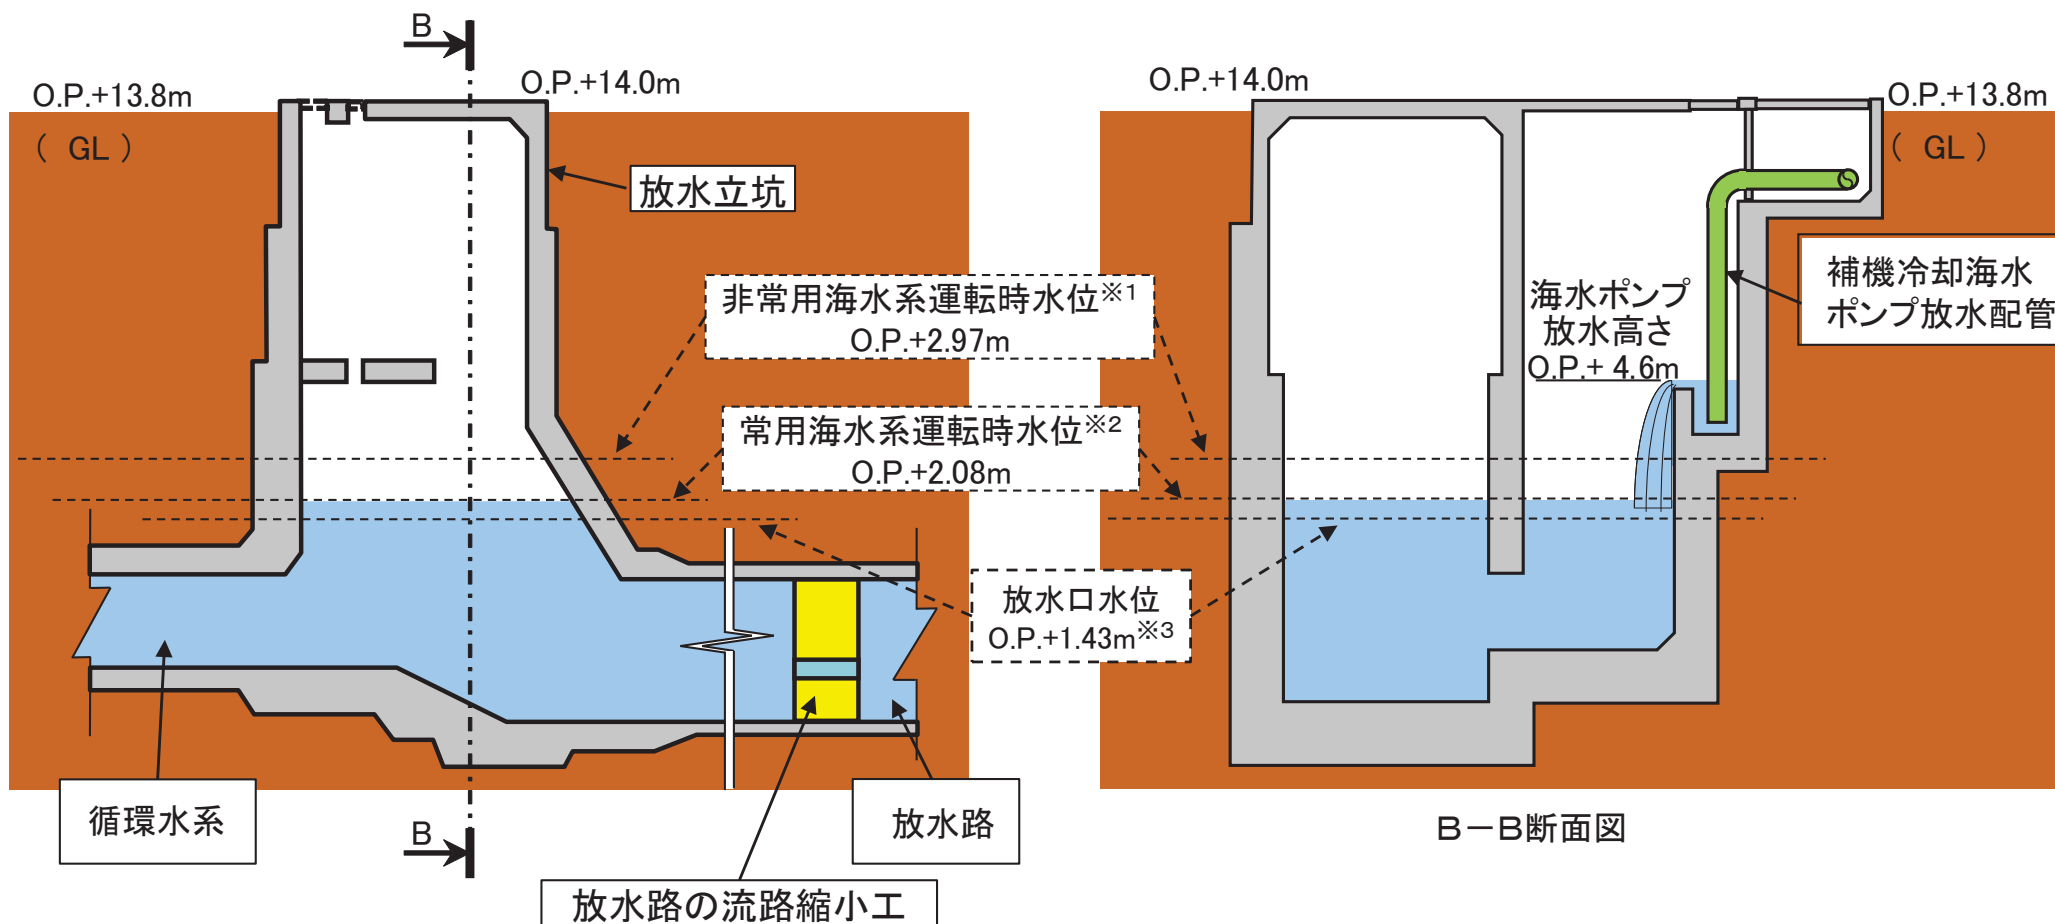 B
O.P.+13.8m
（ GL ）
O.P.+14.0m
放水立坑
非常用海水系運転時水位※1
O.P.+2.97m
常用海水系運転時水位※2
O.P.+2.08m
放水口水位
O.P.+1.43m※3
循環水系
B
放水路の流路縮小工
放水路
O.P.+14.0m
O.P.+13.8m
（ GL ）
補機冷却海水
ポンプ放水配管
海水ポンプ
放水高さ
O.P.+ 4.6m
B－B断面図